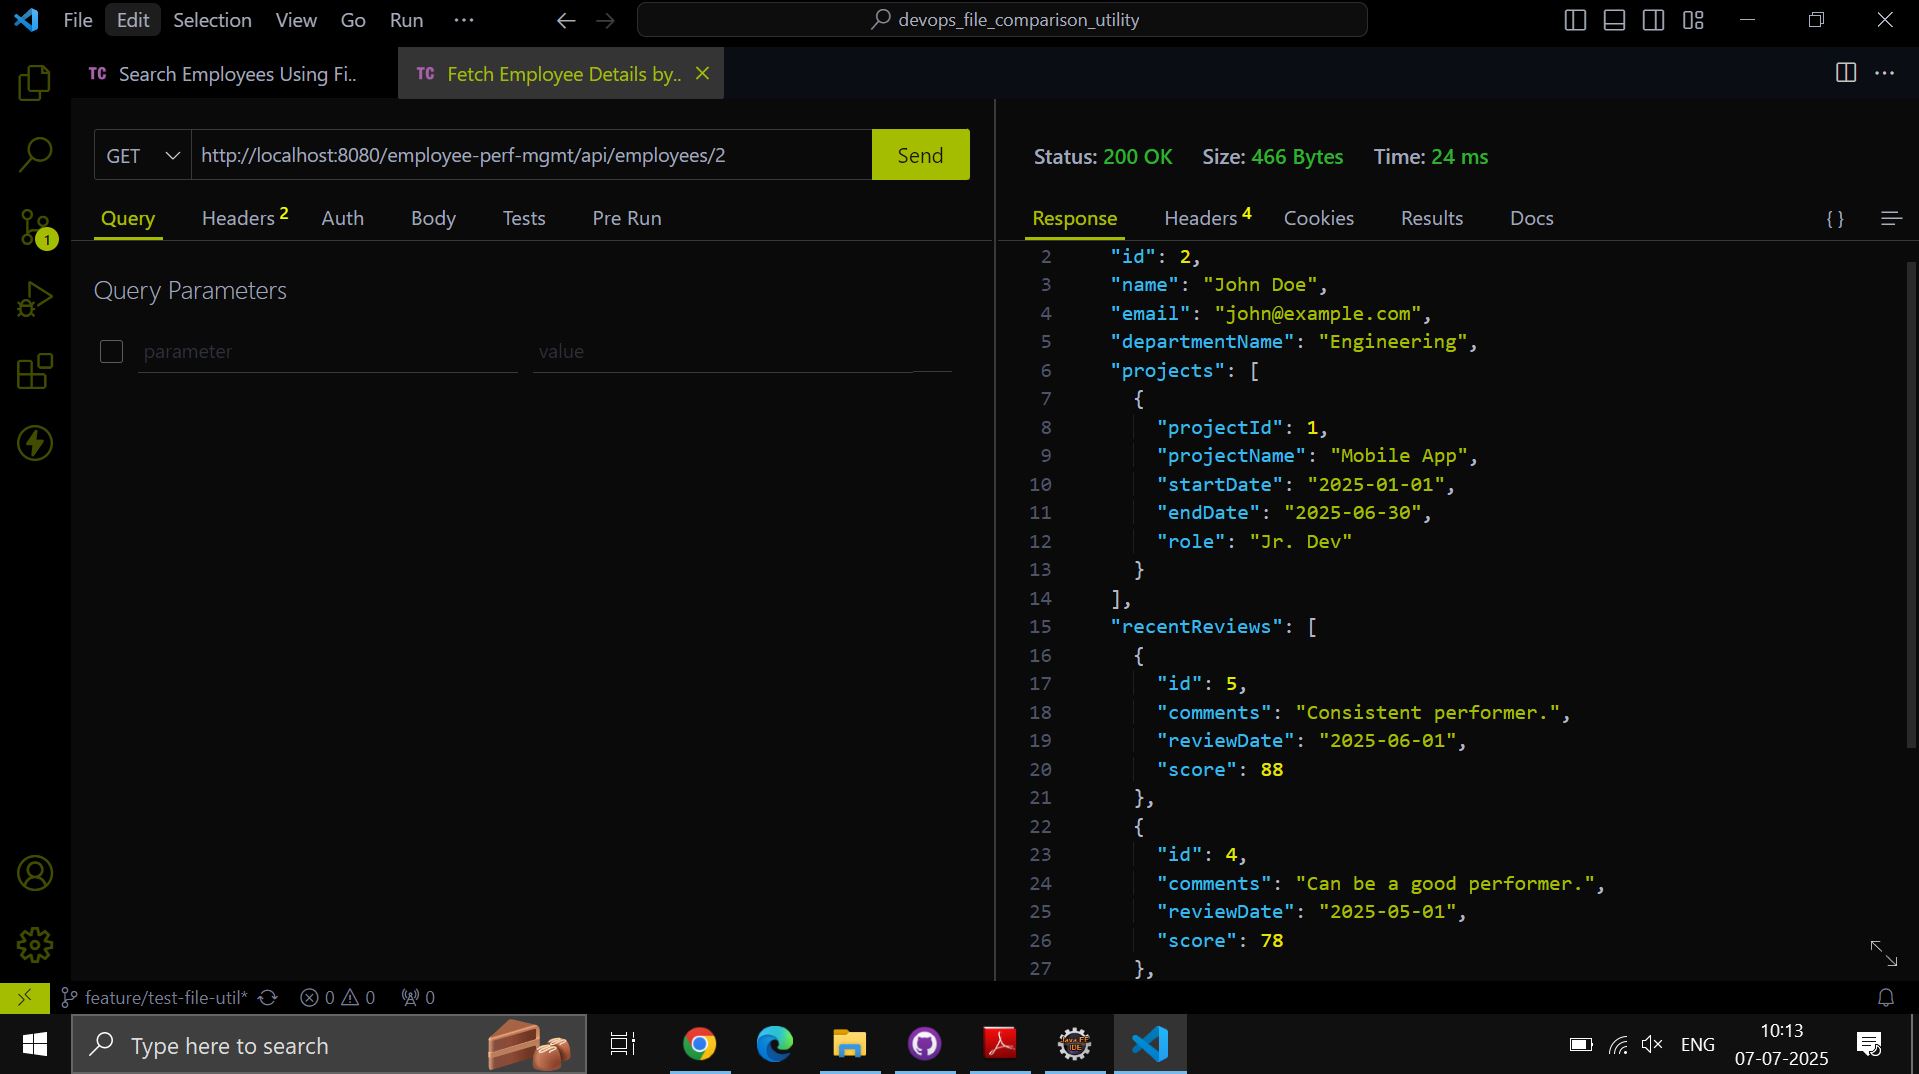 File Edit Selection View Go Run ··· devops_file_comparison_utility
TC Search Employees Using Fi.. TC Fetch Employee Details by..
GET http://localhost:8080/employee-perf-mgmt/api/employees/2 Send
Query Headers 2 Auth Body Tests Pre Run
Query Parameters
parameter value
Status: 200 OK Size: 466 Bytes Time: 24 ms
Response Headers 4 Cookies Results Docs { }
2 "id": 2,
3 "name": "John Doe",
4 "email": "john@example.com",
5 "departmentName": "Engineering",
6 "projects": [
7 {
8 "projectId": 1,
9 "projectName": "Mobile App",
10 "startDate": "2025-01-01",
11 "endDate": "2025-06-30",
12 "role": "Jr. Dev"
13 }
14 ],
15 "recentReviews": [
16 {
17 "id": 5,
18 "comments": "Consistent performer.",
19 "reviewDate": "2025-06-01",
20 "score": 88
21 },
22 {
23 "id": 4,
24 "comments": "Can be a good performer.",
25 "reviewDate": "2025-05-01",
26 "score": 78
27 },
1
feature/test-file-util* 0 0 0
Type here to search
Java EE
IDE
ENG
10:13
07-07-2025